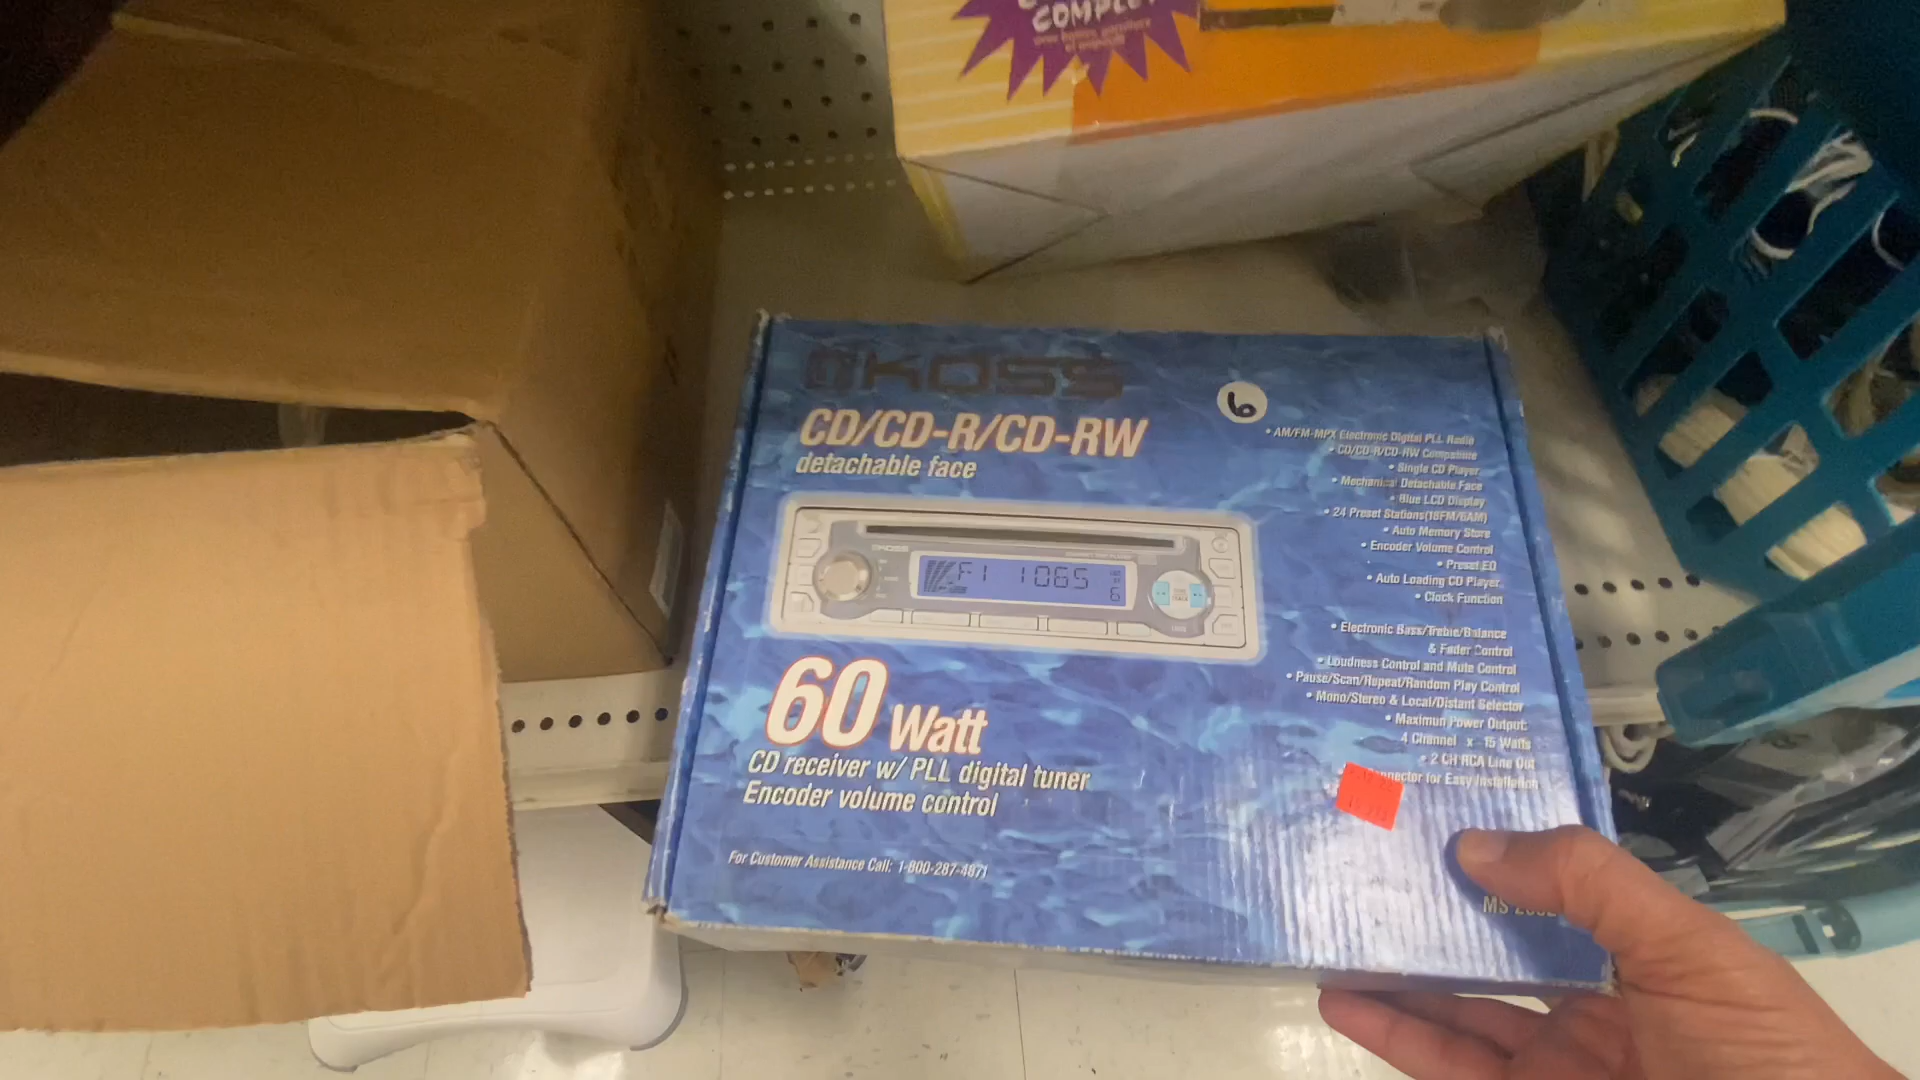 COMPLET
KOSS
CD/CD-R/CD-RW
detachable face
6
• AM/FM-MPX Electronic Digital PLL Radio
• CD/CD-R/CD-RW Compatible
• Single CD Player
• Mechanical Detachable Face
• Blue LCD Display
• 24 Preset Stations(18FM/6AM)
• Auto Memory Store
• Encoder Volume Control
• Preset EQ
• Auto Loading CD Player
• Clock Function
• Electronic Bass/Treble/Balance
& Fader Control
• Loudness Control and Mute Control
• Pause/Scan/Repeat/Random Play Control
• Mono/Stereo & Local/Distant Selector
• Maximun Power Output:
4 Channel x 15 Watts
• 2 CH RCA Line Out
for Easy Installation
KOSS
F1 106.5
6
60 Watt
CD receiver w/ PLL digital tuner
Encoder volume control
For Customer Assistance Call: 1-800-287-4871
MS